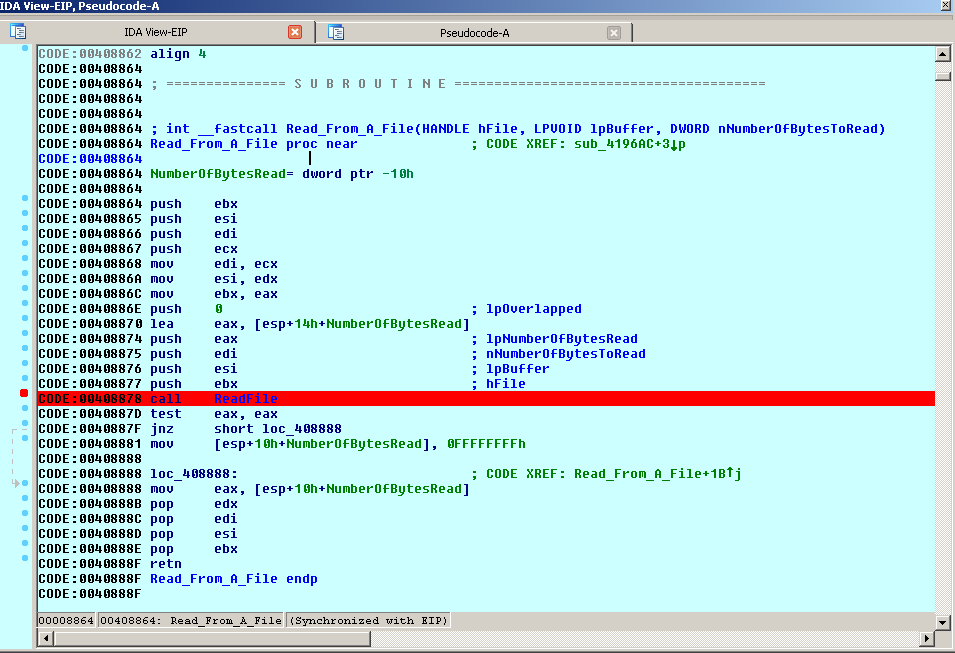 IDA View-EIP, Pseudocode-A
IDA View-EIP Pseudocode-A
CODE:00408862 align 4
CODE:00408864
CODE:00408864 ; =============== S U B R O U T I N E =======================================
CODE:00408864
CODE:00408864
CODE:00408864 ; int __fastcall Read_From_A_File(HANDLE hFile, LPVOID lpBuffer, DWORD nNumberOfBytesToRead)
CODE:00408864 Read_From_A_File proc near ; CODE XREF: sub_4196AC+3↓p
CODE:00408864
CODE:00408864 NumberOfBytesRead= dword ptr -10h
CODE:00408864
CODE:00408864 push ebx
CODE:00408865 push esi
CODE:00408866 push edi
CODE:00408867 push ecx
CODE:00408868 mov edi, ecx
CODE:0040886A mov esi, edx
CODE:0040886C mov ebx, eax
CODE:0040886E push 0 ; lpOverlapped
CODE:00408870 lea eax, [esp+14h+NumberOfBytesRead]
CODE:00408874 push eax ; lpNumberOfBytesRead
CODE:00408875 push edi ; nNumberOfBytesToRead
CODE:00408876 push esi ; lpBuffer
CODE:00408877 push ebx ; hFile
CODE:00408878 call ReadFile
CODE:0040887D test eax, eax
CODE:0040887F jnz short loc_408888
CODE:00408881 mov [esp+10h+NumberOfBytesRead], 0FFFFFFFFh
CODE:00408888
CODE:00408888 loc_408888: ; CODE XREF: Read_From_A_File+1B↑j
CODE:00408888 mov eax, [esp+10h+NumberOfBytesRead]
CODE:0040888B pop edx
CODE:0040888C pop edi
CODE:0040888D pop esi
CODE:0040888E pop ebx
CODE:0040888F retn
CODE:0040888F Read_From_A_File endp
CODE:0040888F
00008864 00408864: Read_From_A_File (Synchronized with EIP)